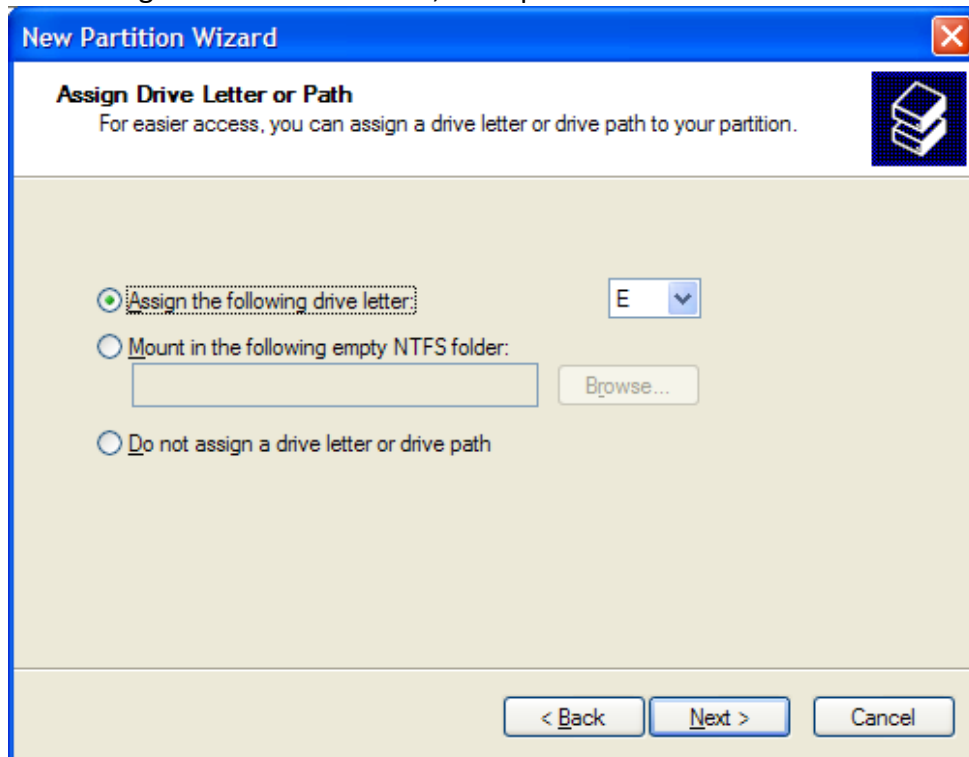 New Partition Wizard
Assign Drive Letter or Path
For easier access, you can assign a drive letter or drive path to your partition.
Assign the following drive letter: E
Mount in the following empty NTFS folder:
Browse...
Do not assign a drive letter or drive path
< Back Next > Cancel